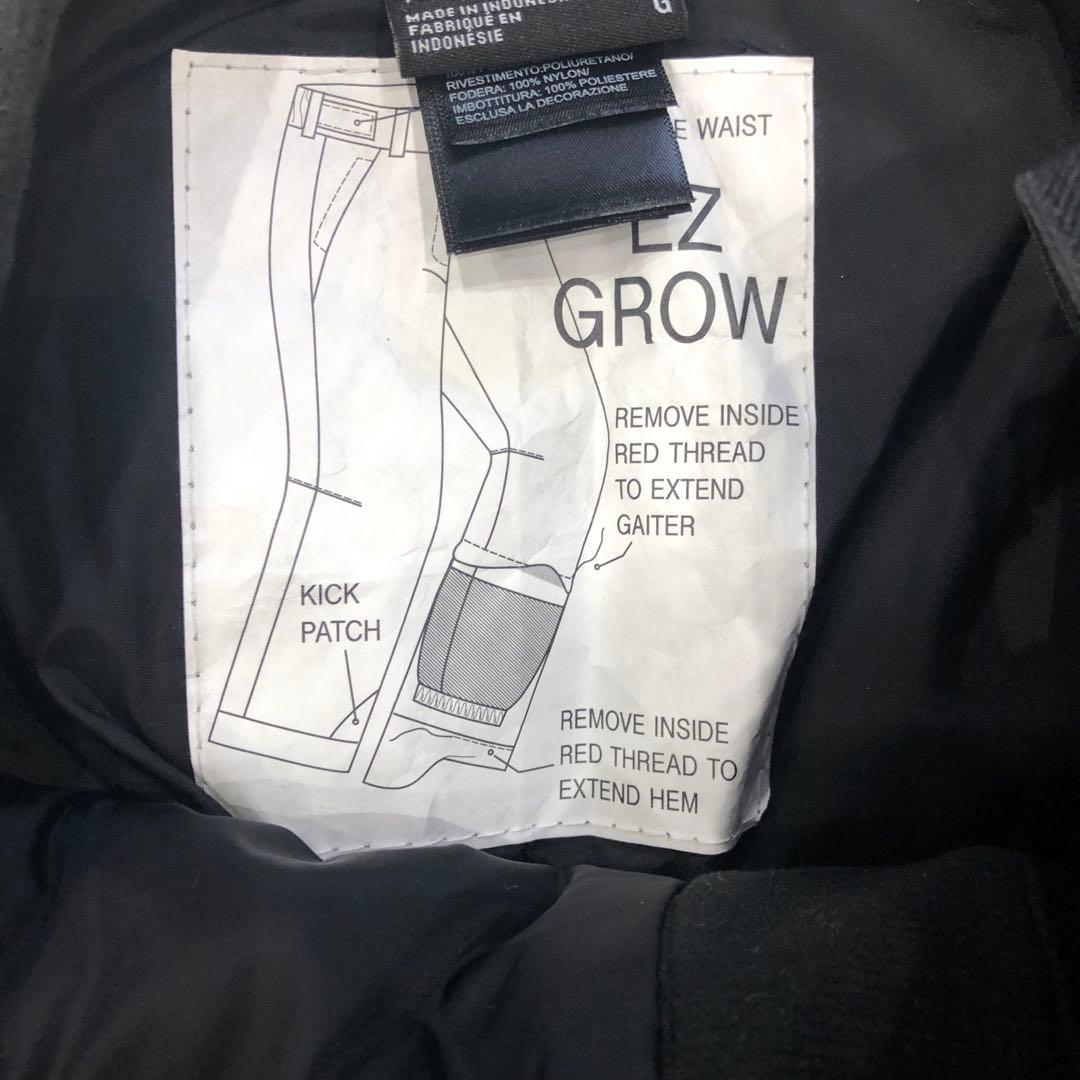 MADE IN INDONESIA
FABRIQUÉ EN
INDONÉSIE
G
RIVESTIMENTO:POLIURETANO/
FODERA: 100% NYLON/
IMBOTTITURA: 100% POLIESTERE
ESCLUSA LA DECORAZIONE
E WAIST
EZ
GROW
REMOVE INSIDE
RED THREAD
TO EXTEND
GAITER
KICK
PATCH
REMOVE INSIDE
RED THREAD TO
EXTEND HEM